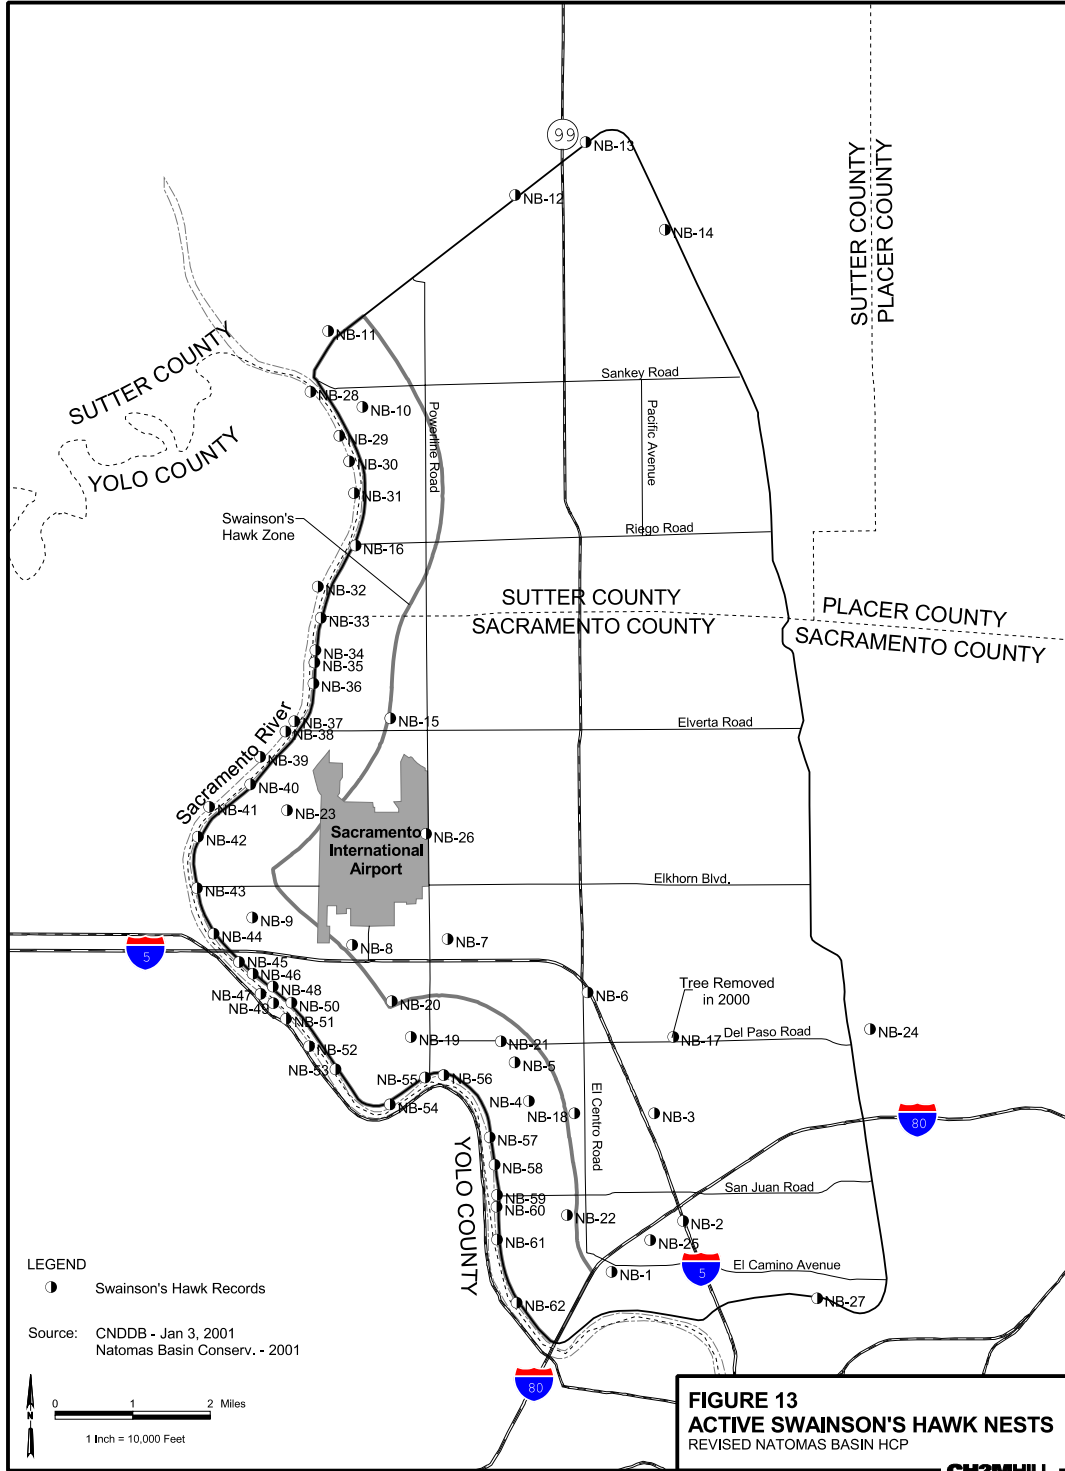 99
NB-13
NB-12
NB-14
SUTTER COUNTY
PLACER COUNTY
NB-11
SUTTER COUNTY
YOLO COUNTY
Sankey Road
NB-28
NB-10
Powerline Road
Pacific Avenue
NB-29
NB-30
NB-31
Swainson's
Hawk Zone
Riego Road
NB-16
NB-32
SUTTER COUNTY
SACRAMENTO COUNTY
PLACER COUNTY
SACRAMENTO COUNTY
NB-33
NB-34
NB-35
NB-36
NB-37
NB-38
NB-15
Elverta Road
Sacramento River
NB-39
NB-40
NB-41
NB-23
NB-42
Sacramento
International
Airport
NB-26
NB-43
Elkhorn Blvd.
NB-9
NB-44
NB-8
NB-7
5
NB-45
NB-46
NB-47
NB-48
NB-49
NB-50
NB-51
NB-20
NB-6
Tree Removed
in 2000
NB-17
Del Paso Road
NB-24
NB-19
NB-21
NB-52
NB-5
NB-53
NB-55
NB-56
NB-54
NB-4
NB-18
El Centro Road
NB-3
80
NB-57
NB-58
YOLO COUNTY
NB-59
NB-60
San Juan Road
NB-22
NB-2
NB-61
NB-25
5
El Camino Avenue
NB-1
NB-62
NB-27
80
LEGEND
Swainson's Hawk Records
Source: CNDDB - Jan 3, 2001
Natomas Basin Conserv. - 2001
N
0 1 2 Miles
1 Inch = 10,000 Feet
FIGURE 13
ACTIVE SWAINSON'S HAWK NESTS
REVISED NATOMAS BASIN HCP
CH2MHILL